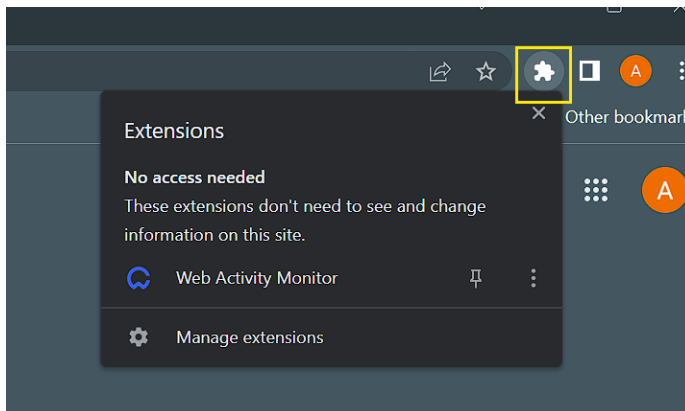 A
Other bookmar
Extensions
No access needed
These extensions don't need to see and change
information on this site.
A
Web Activity Monitor
Manage extensions